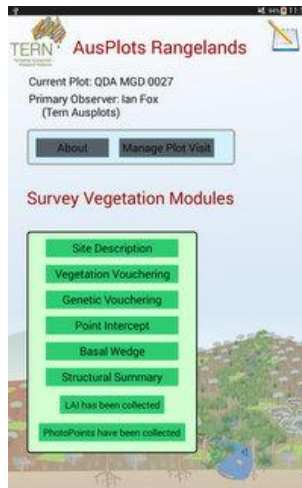 TERN
AusPlots Rangelands
Current Plot: QDA MGD 0027
Primary Observer: Ian Fox
(Tern Ausplots)
About
Manage Plot Visit
Survey Vegetation Modules
Site Description
Vegetation Vouchering
Genetic Vouchering
Point Intercept
Basal Wedge
Structural Summary
LAI has been collected
PhotoPoints have been collected